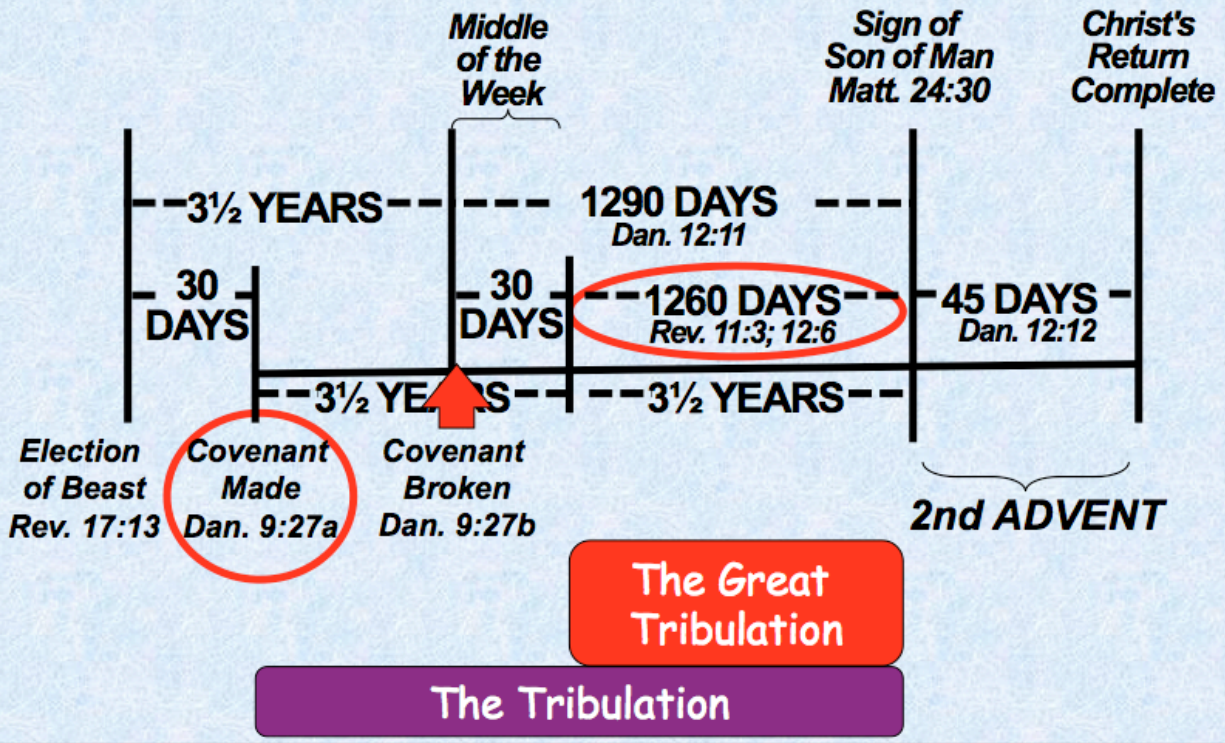 Middle
of the
Week
Sign of
Son of Man
Matt. 24:30
Christ's
Return
Complete
3½ YEARS
1290 DAYS
Dan. 12:11
30
DAYS
30
DAYS
1260 DAYS
Rev. 11:3; 12:6
45 DAYS
Dan. 12:12
3½ YEARS
3½ YEARS
Election
of Beast
Rev. 17:13
Covenant
Made
Dan. 9:27a
Covenant
Broken
Dan. 9:27b
2nd ADVENT
The Great
Tribulation
The Tribulation